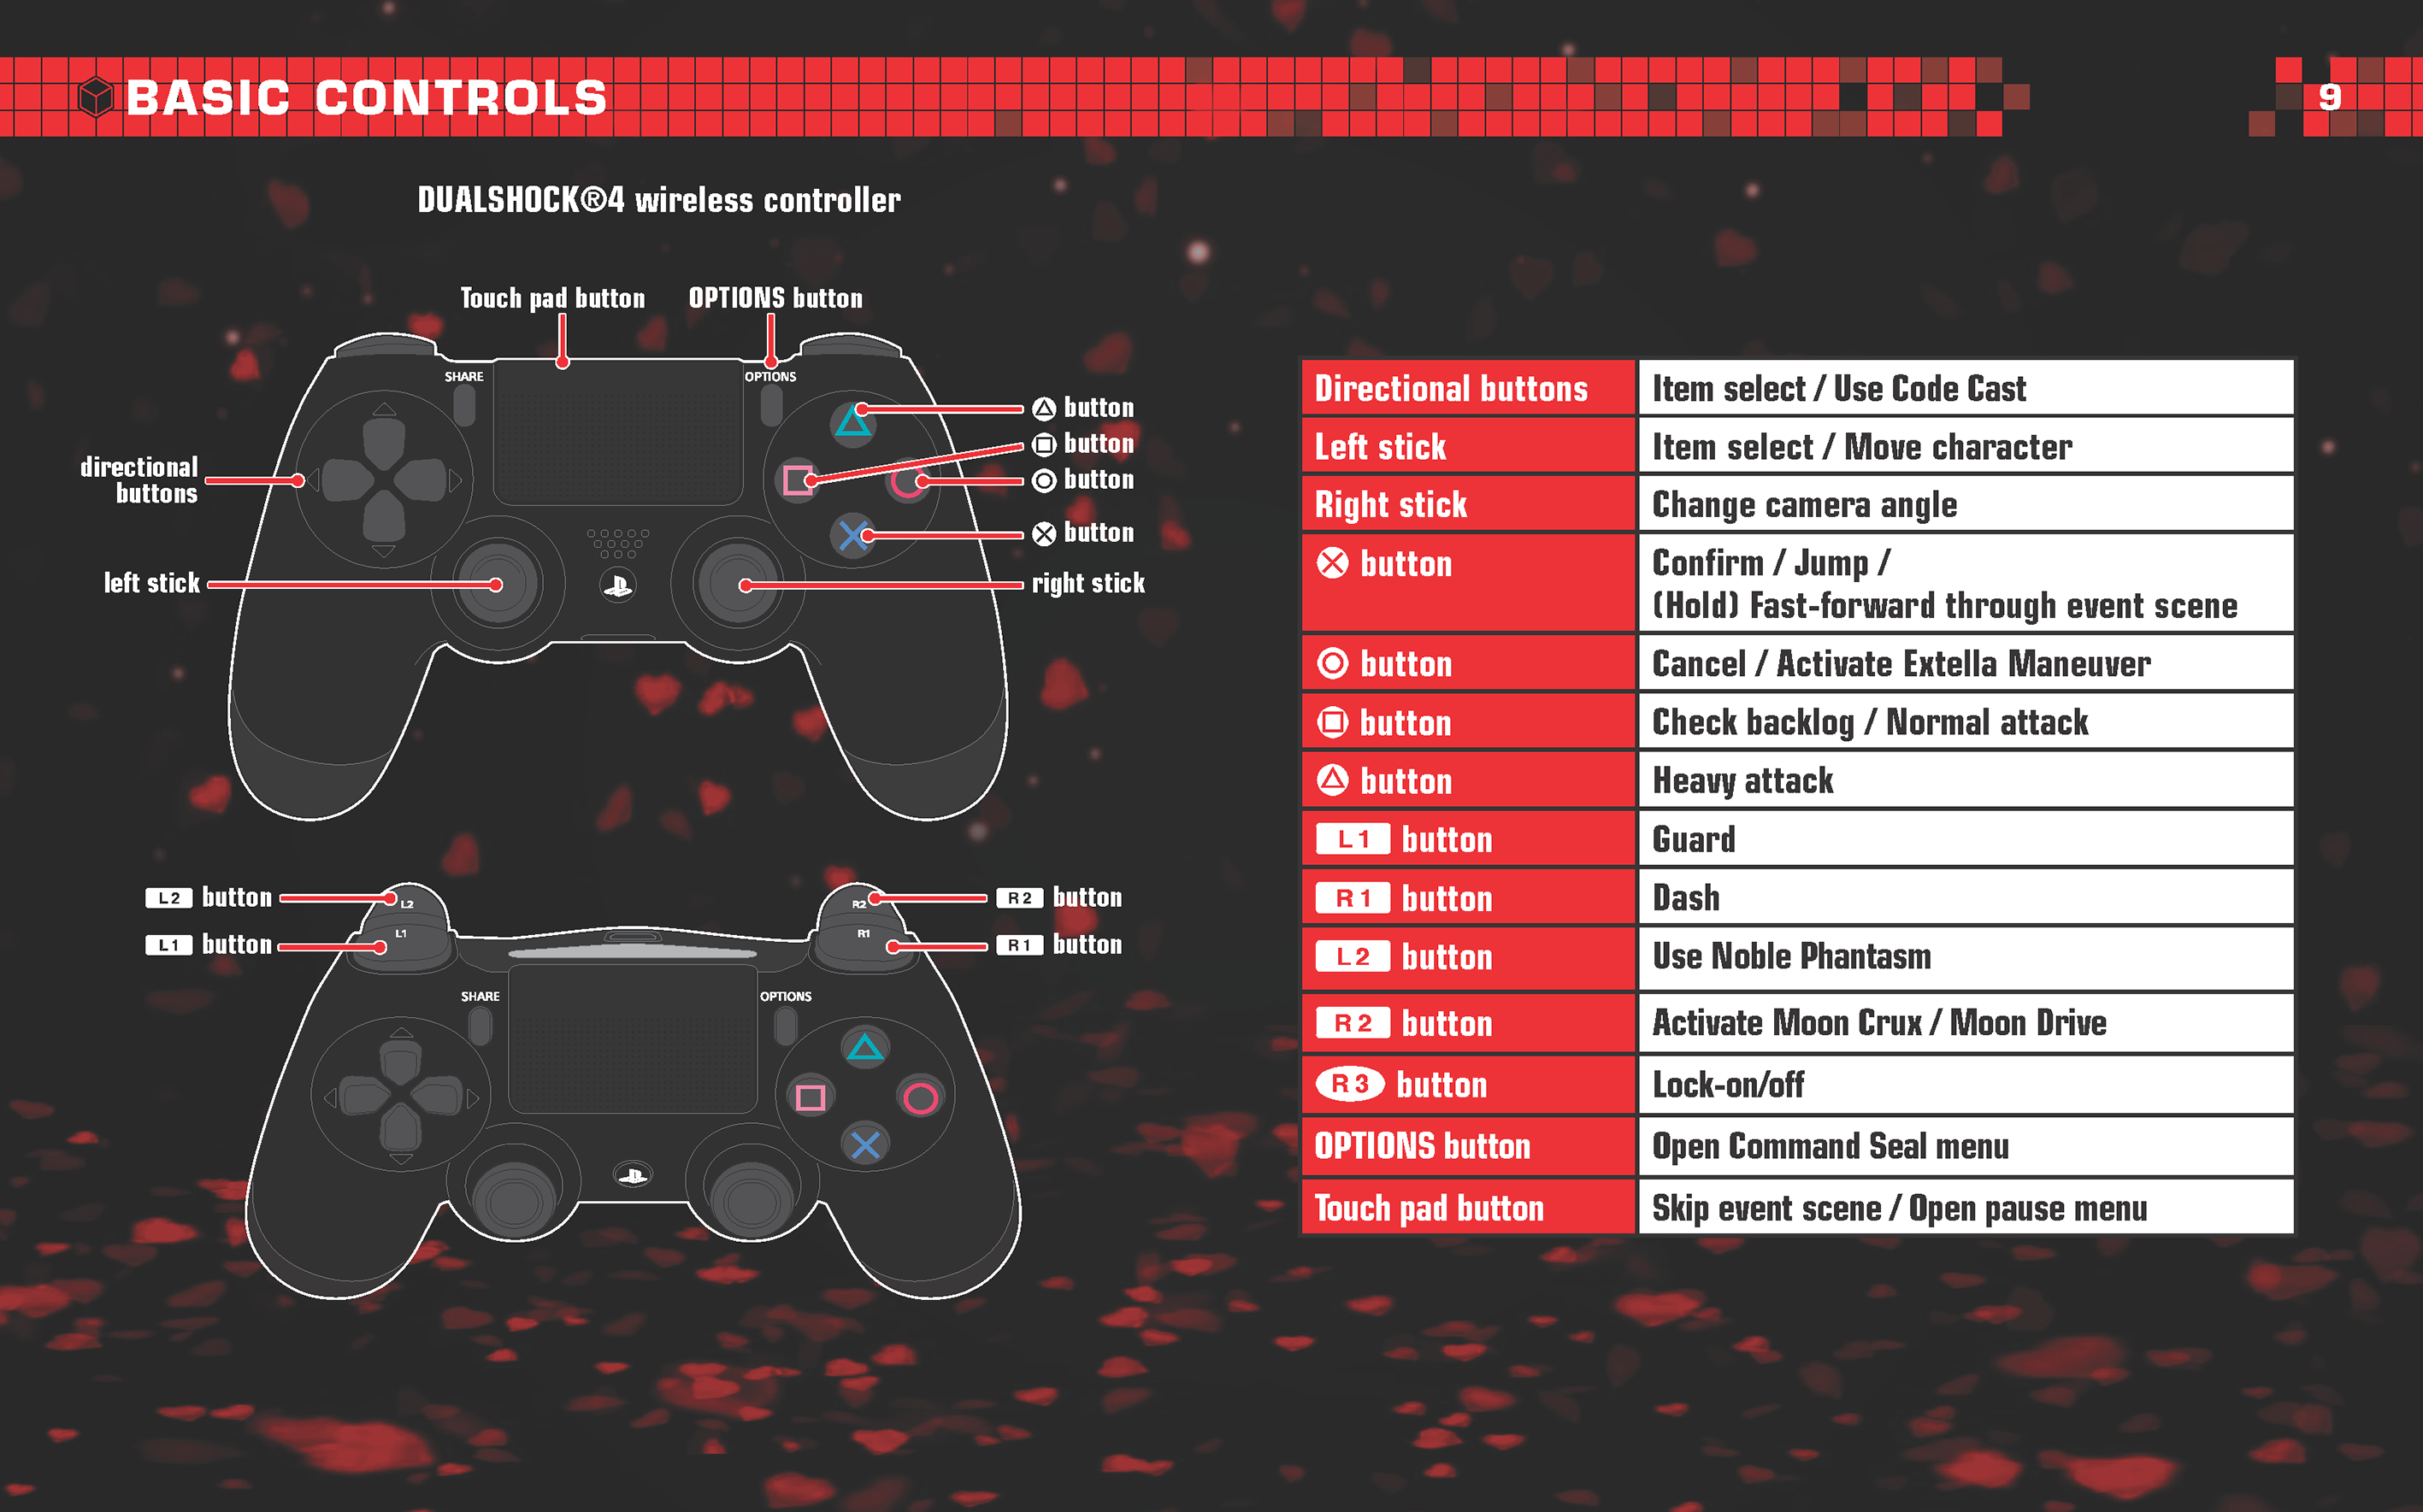 BASIC CONTROLS
9
DUALSHOCK®4 wireless controller
Touch pad button
OPTIONS button
SHARE
OPTIONS
directional
buttons
left stick
△ button
□ button
○ button
✕ button
right stick
L2 button
L1 button
L2
L1
R2
R1
R2 button
R1 button
SHARE
OPTIONS
Directional buttons Item select / Use Code Cast
Left stick Item select / Move character
Right stick Change camera angle
✕ button Confirm / Jump /
(Hold) Fast-forward through event scene
○ button Cancel / Activate Extella Maneuver
□ button Check backlog / Normal attack
△ button Heavy attack
L1 button Guard
R1 button Dash
L2 button Use Noble Phantasm
R2 button Activate Moon Crux / Moon Drive
R3 button Lock-on/off
OPTIONS button Open Command Seal menu
Touch pad button Skip event scene / Open pause menu